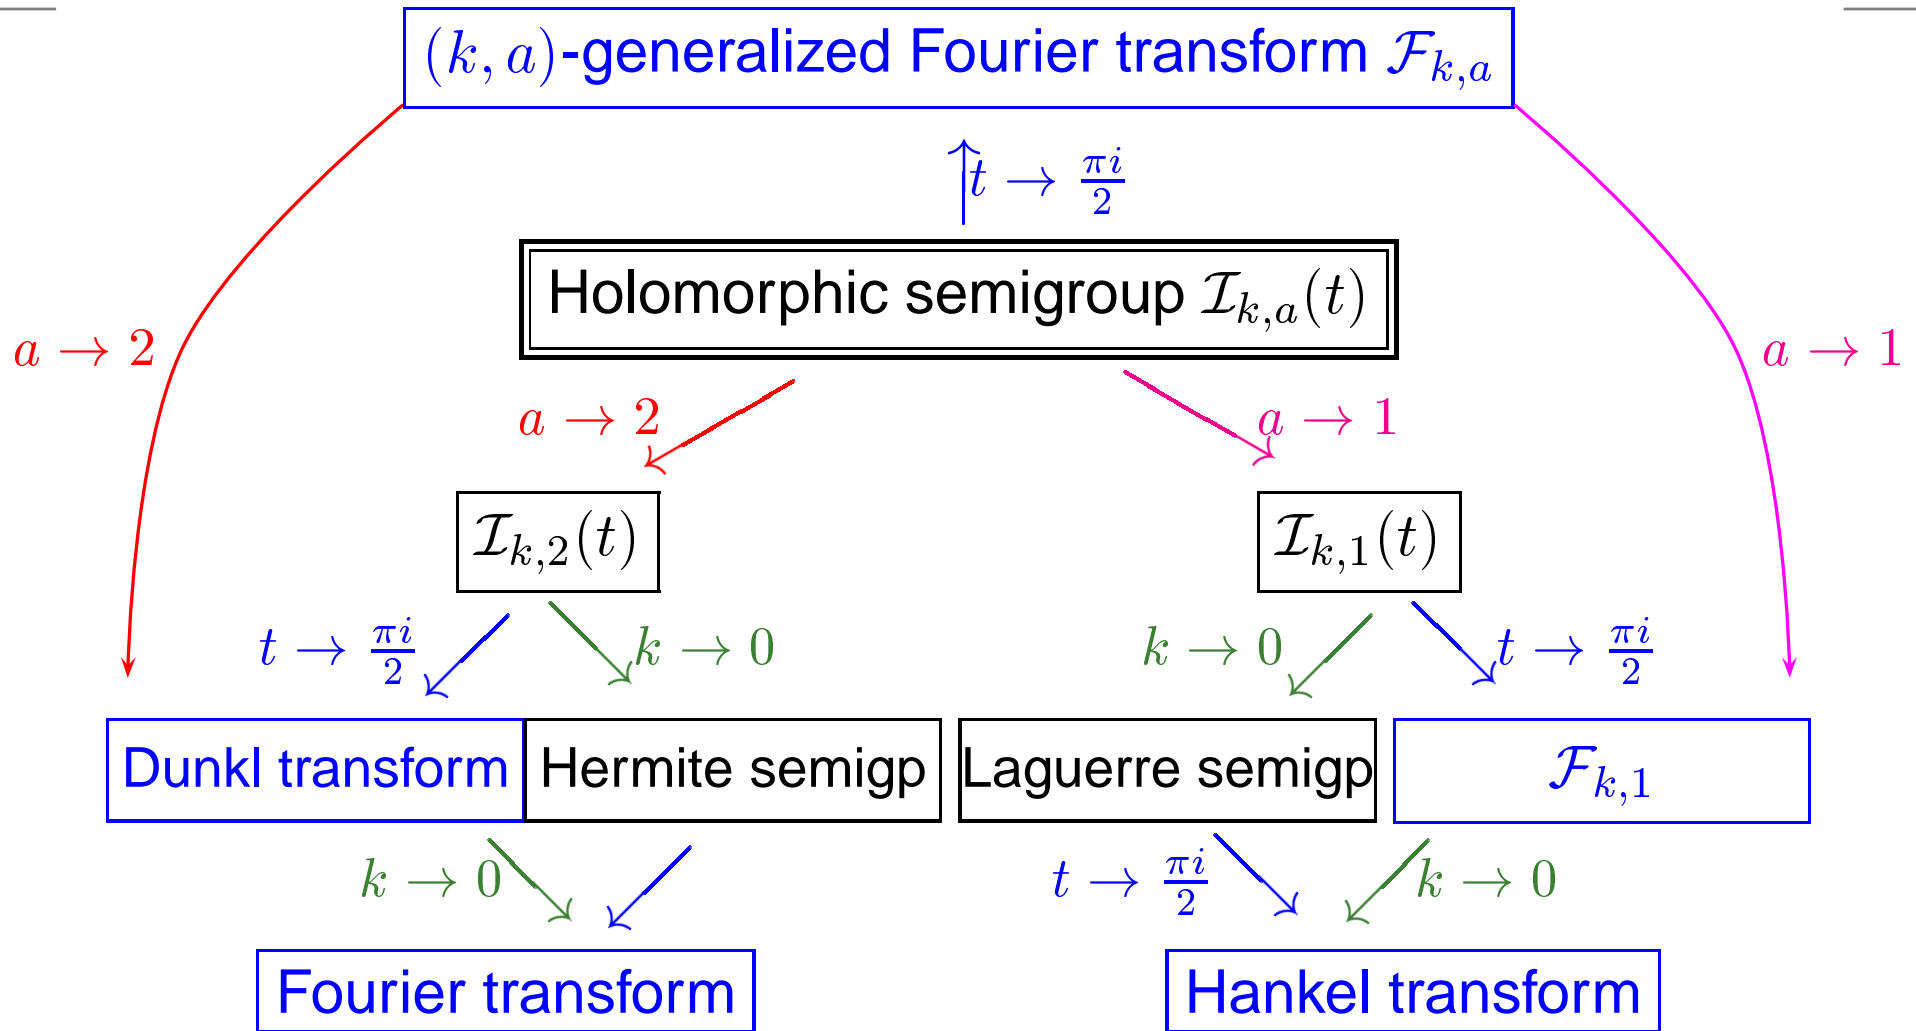 (k, a)-generalized Fourier transform 𝓕_{k,a}
t → πi/2
Holomorphic semigroup 𝓘_{k,a}(t)
a → 2
a → 1
a → 2
a → 1
𝓘_{k,2}(t)
𝓘_{k,1}(t)
t → πi/2
k → 0
k → 0
t → πi/2
Dunkl transform
Hermite semigp
Laguerre semigp
𝓕_{k,1}
k → 0
t → πi/2
k → 0
Fourier transform
Hankel transform